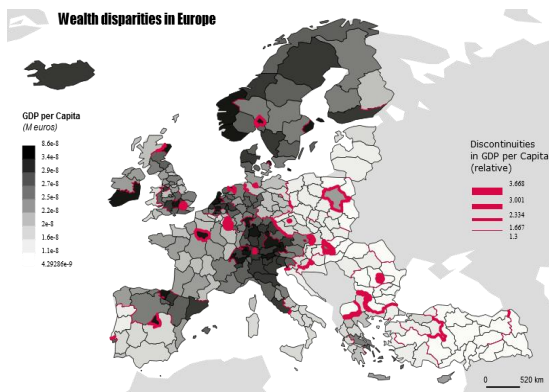 Wealth disparities in Europe
GDP per Capita
(M euros)
8.6e-8
3.4e-8
2.9e-8
2.7e-8
2.5e-8
2.2e-8
2e-8
1.6e-8
1.1e-8
4.29286e-9
Discontinuities
in GDP per Capita
(relative)
3.668
3.001
2.334
1.667
1.3
0 520 km